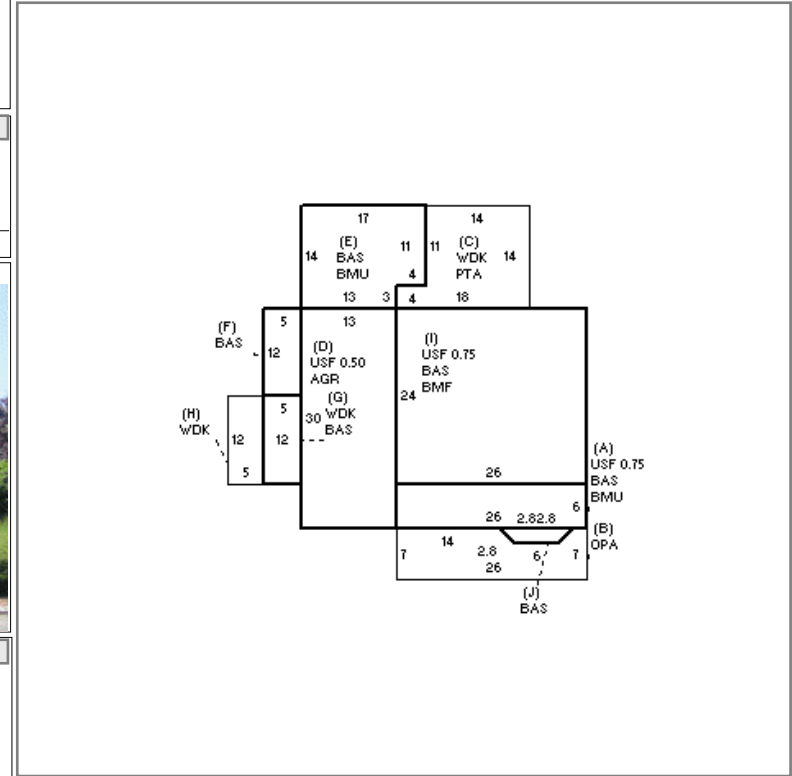 17
14
(E)
BAS
BMU
14
11
11
(C)
WDK
PTA
14
4
13
3
4
18
(F)
BAS
5
12
13
(D)
USF 0.50
AGR
(I)
USF 0.75
BAS
BMF
24
(G)
WDK
BAS
30
(H)
WDK
12
5
5
12
26
(A)
USF 0.75
BAS
BMU
6
26
2.82.8
(B)
OPA
7
14
2.8
6
7
26
(J)
BAS